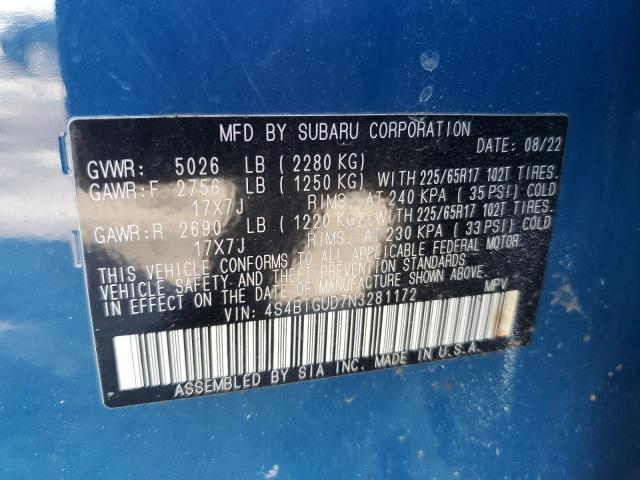 MFD BY SUBARU CORPORATION
DATE: 08/22
GVWR: 5026 LB (2280 KG)
GAWR:F 2756 LB (1250 KG) WITH 225/65R17 102T TIRES.
17X7J RIMS. AT 240 KPA (35 PSI) COLD
GAWR:R 2690 LB (1220 KG) WITH 225/65R17 102T TIRES.
17X7J RIMS. AT 230 KPA (33 PSI) COLD
THIS VEHICLE CONFORMS TO ALL APPLICABLE FEDERAL MOTOR
VEHICLE SAFETY AND THEFT PREVENTION STANDARDS
IN EFFECT ON THE DATE OF MANUFACTURE SHOWN ABOVE.
VIN: 4S4BTGUD7N3281172 MPV
ASSEMBLED BY SIA INC. MADE IN U.S.A.